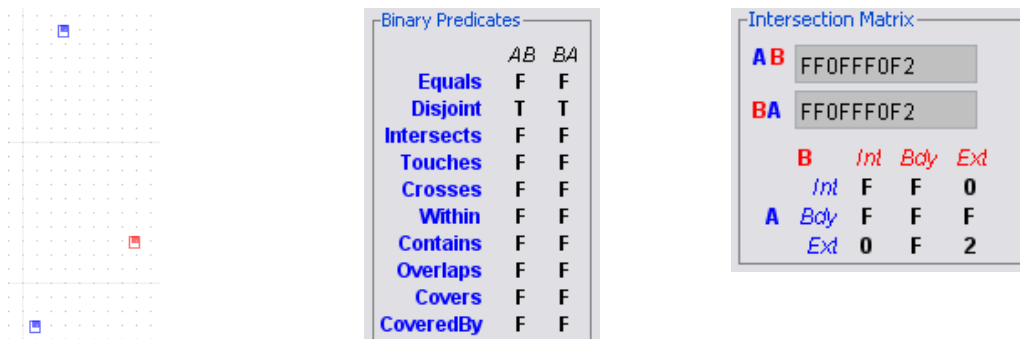 Binary Predicates
AB BA
Equals F F
Disjoint T T
Intersects F F
Touches F F
Crosses F F
Within F F
Contains F F
Overlaps F F
Covers F F
CoveredBy F F
Intersection Matrix
AB FF0FFF0F2
BA FF0FFF0F2
B Int Bdy Ext
Int F F 0
A Bdy F F F
Ext 0 F 2